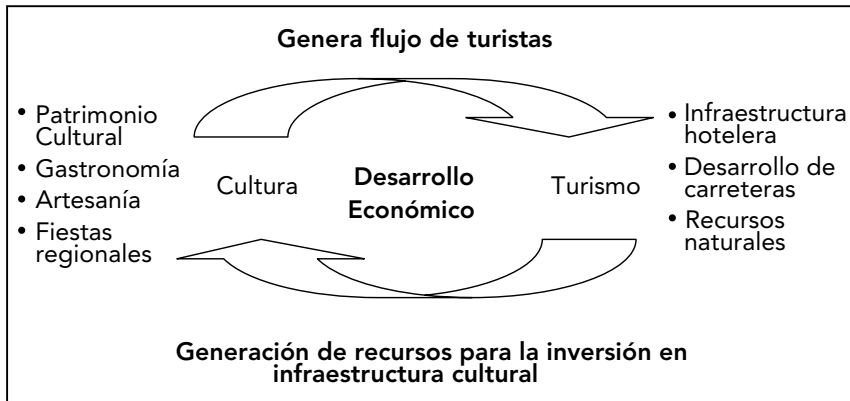 Genera flujo de turistas
• Patrimonio
Cultural
• Gastronomía
• Artesanía
• Fiestas
regionales
Cultura
Desarrollo
Económico
Turismo
• Infraestructura
hotelera
• Desarrollo de
carreteras
• Recursos
naturales
Generación de recursos para la inversión en
infraestructura cultural